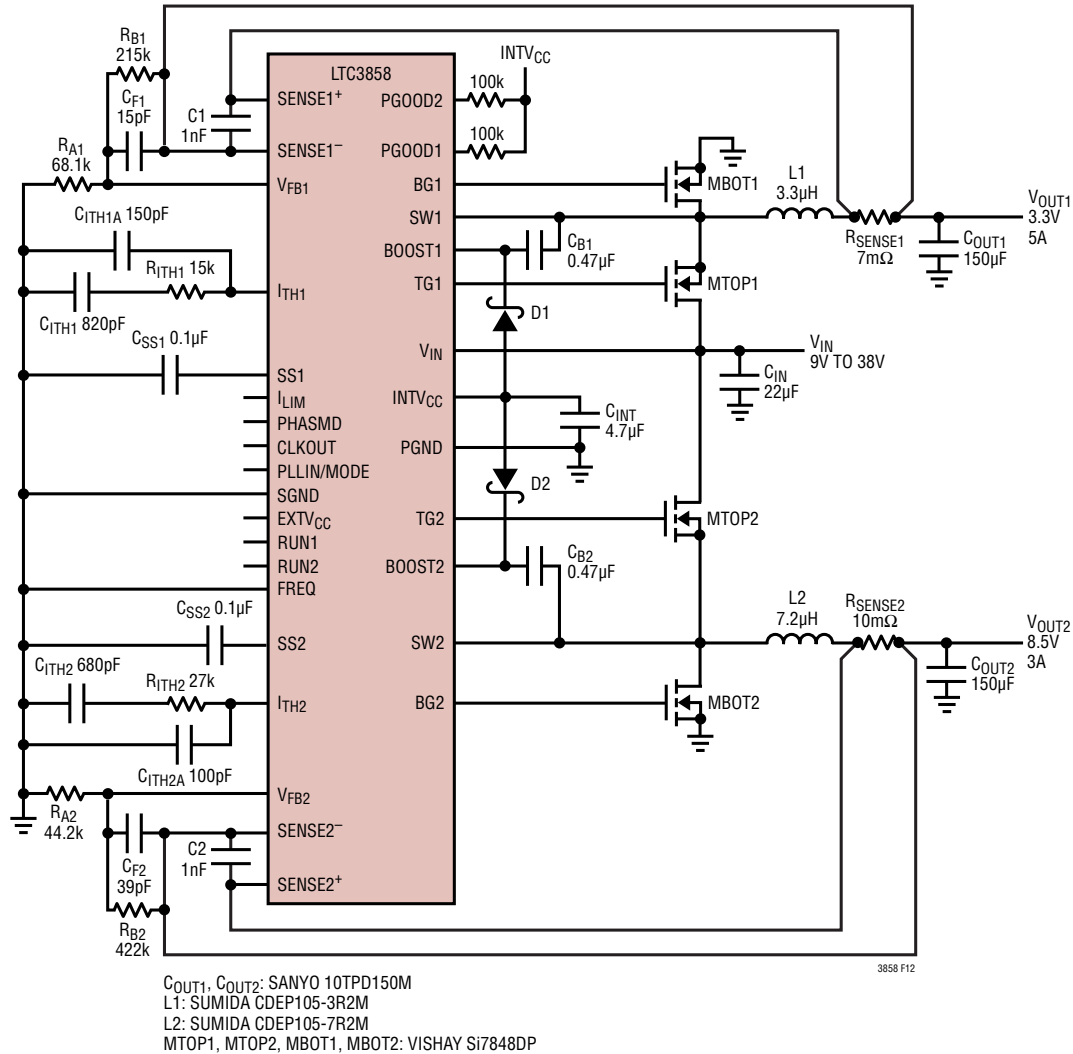 RB1
215k
CF1
15pF
RA1
68.1k
C1
1nF
CITH1A 150pF
RITH1 15k
CITH1 820pF
CSS1 0.1µF
CSS2 0.1µF
CITH2 680pF
RITH2 27k
CITH2A 100pF
RA2
44.2k
CF2
39pF
RB2
422k
C2
1nF
LTC3858
SENSE1+
SENSE1–
VFB1
ITH1
SS1
ILIM
PHASMD
CLKOUT
PLLIN/MODE
SGND
EXTVCC
RUN1
RUN2
FREQ
SS2
ITH2
VFB2
SENSE2–
SENSE2+
PGOOD2
PGOOD1
BG1
SW1
BOOST1
TG1
VIN
INTVCC
PGND
TG2
BOOST2
SW2
BG2
INTVCC
100k
100k
MBOT1
L1
3.3µH
CB1
0.47µF
MTOP1
D1
RSENSE1
7mΩ
COUT1
150µF
VOUT1
3.3V
5A
VIN
9V TO 38V
CIN
22µF
CINT
4.7µF
D2
MTOP2
CB2
0.47µF
L2
7.2µH
RSENSE2
10mΩ
VOUT2
8.5V
3A
COUT2
150µF
MBOT2
3858 F12
COUT1, COUT2: SANYO 10TPD150M
L1: SUMIDA CDEP105-3R2M
L2: SUMIDA CDEP105-7R2M
MTOP1, MTOP2, MBOT1, MBOT2: VISHAY Si7848DP